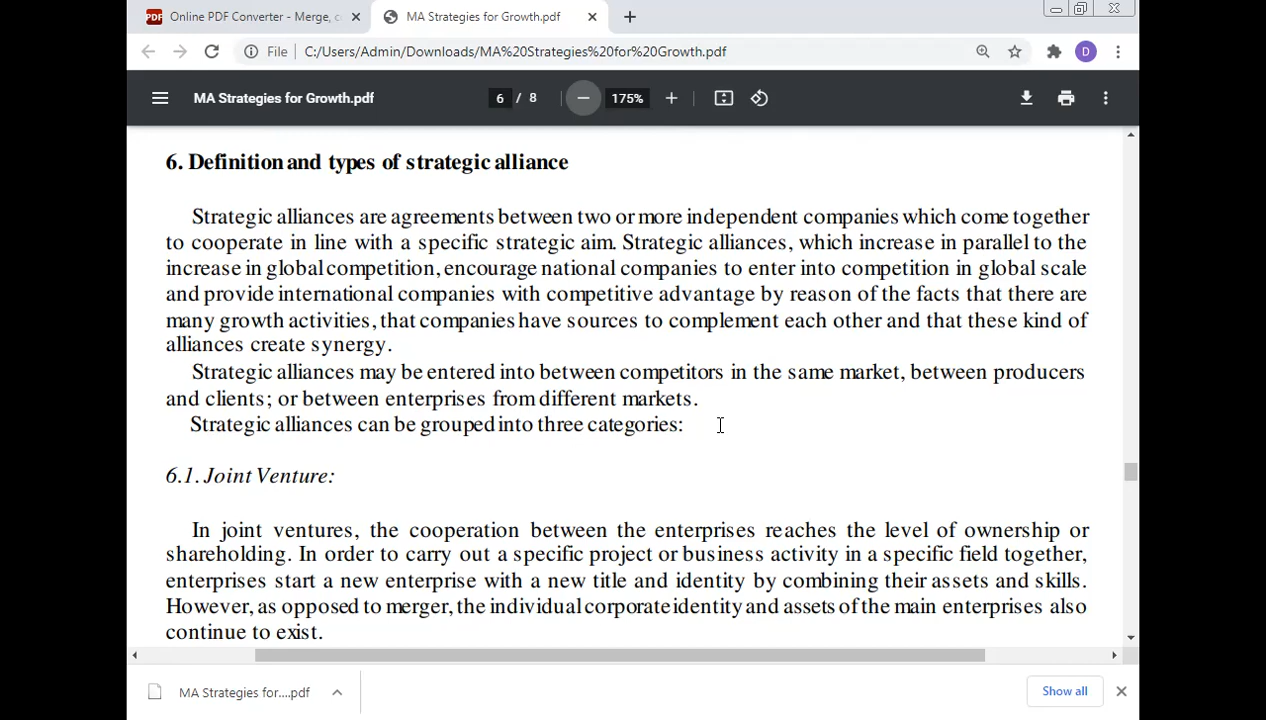 PDF Online PDF Converter - Merge, c
MA Strategies for Growth.pdf
File C:/Users/Admin/Downloads/MA%20Strategies%20for%20Growth.pdf
D
MA Strategies for Growth.pdf 6 / 8 175%
6. Definition and types of strategic alliance
Strategic alliances are agreements between two or more independent companies which come together
to cooperate in line with a specific strategic aim. Strategic alliances, which increase in parallel to the
increase in global competition, encourage national companies to enter into competition in global scale
and provide international companies with competitive advantage by reason of the facts that there are
many growth activities, that companies have sources to complement each other and that these kind of
alliances create synergy.
Strategic alliances may be entered into between competitors in the same market, between producers
and clients; or between enterprises from different markets.
Strategic alliances can be grouped into three categories:
6.1. Joint Venture:
In joint ventures, the cooperation between the enterprises reaches the level of ownership or
shareholding. In order to carry out a specific project or business activity in a specific field together,
enterprises start a new enterprise with a new title and identity by combining their assets and skills.
However, as opposed to merger, the individual corporate identity and assets of the main enterprises also
continue to exist.
MA Strategies for....pdf
Show all